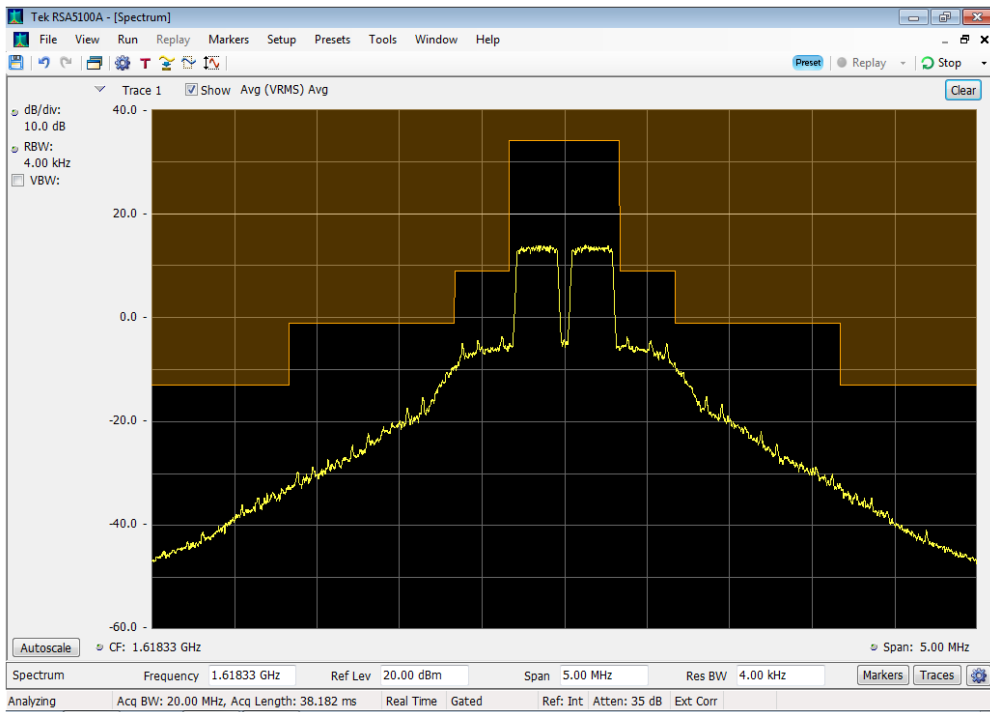 Tek RSA5100A - [Spectrum]
File View Run Replay Markers Setup Presets Tools Window Help
T Preset Replay Stop
Trace 1 Show Avg (VRMS) Avg Clear
dB/div:
10.0 dB
RBW:
4.00 kHz
VBW:
40.0 -
20.0 -
0.0 -
-20.0 -
-40.0 -
-60.0 -
Autoscale CF: 1.61833 GHz Span: 5.00 MHz
Spectrum Frequency 1.61833 GHz Ref Lev 20.00 dBm Span 5.00 MHz Res BW 4.00 kHz Markers Traces
Analyzing Acq BW: 20.00 MHz, Acq Length: 38.182 ms Real Time Gated Ref: Int Atten: 35 dB Ext Corr